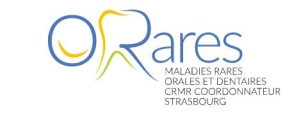 ORares
MALADIES RARES
ORALES ET DENTAIRES
CRMR COORDONNATEUR
STRASBOURG